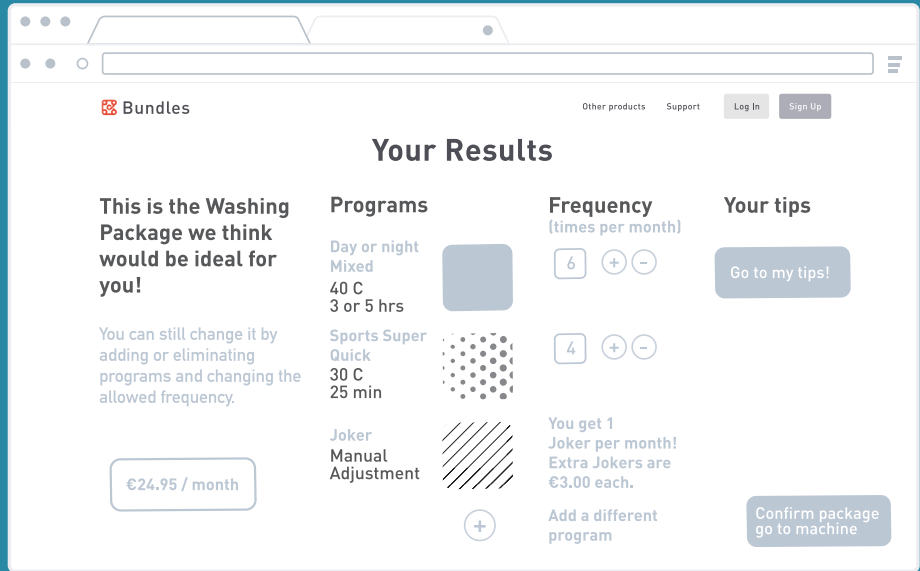 Bundles
Other products
Support
Log In
Sign Up
Your Results
This is the Washing
Package we think
would be ideal for
you!
You can still change it by
adding or eliminating
programs and changing the
allowed frequency.
€24.95 / month
Programs
Day or night
Mixed
40 C
3 or 5 hrs
Sports Super
Quick
30 C
25 min
Joker
Manual
Adjustment
+
Frequency
(times per month)
6 + -
4 + -
You get 1
Joker per month!
Extra Jokers are
€3.00 each.
Add a different
program
Your tips
Go to my tips!
Confirm package
go to machine